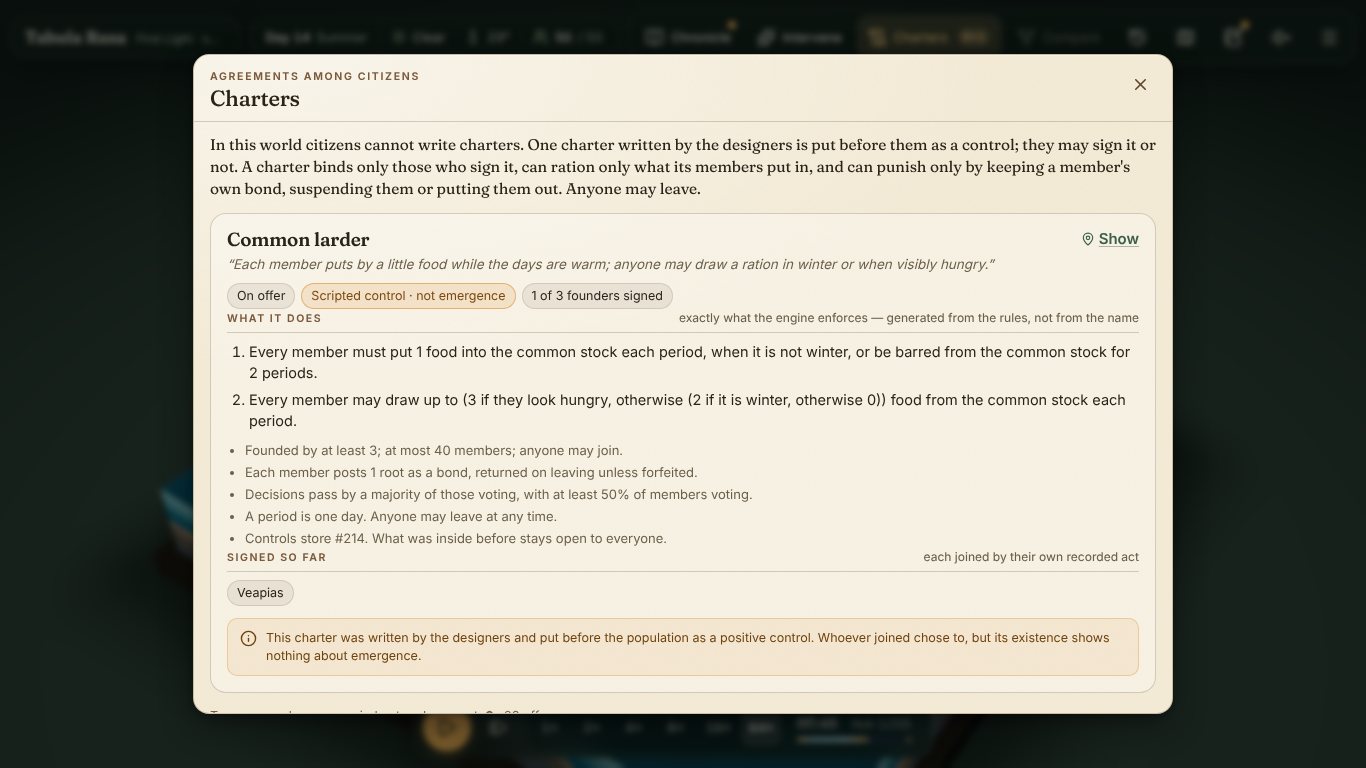 Tabula Rasa
Day 14 Summer
Clear
Chronicle
Intervene
Charters
AGREEMENTS AMONG CITIZENS
Charters
In this world citizens cannot write charters. One charter written by the designers is put before them as a control; they may sign it or
not. A charter binds only those who sign it, can ration only what its members put in, and can punish only by keeping a member's
own bond, suspending them or putting them out. Anyone may leave.
Common larder
Show
“Each member puts by a little food while the days are warm; anyone may draw a ration in winter or when visibly hungry.”
On offer
Scripted control · not emergence
1 of 3 founders signed
WHAT IT DOES
exactly what the engine enforces — generated from the rules, not from the name
1. Every member must put 1 food into the common stock each period, when it is not winter, or be barred from the common stock for
2 periods.
2. Every member may draw up to (3 if they look hungry, otherwise (2 if it is winter, otherwise 0)) food from the common stock each
period.
• Founded by at least 3; at most 40 members; anyone may join.
• Each member posts 1 root as a bond, returned on leaving unless forfeited.
• Decisions pass by a majority of those voting, with at least 50% of members voting.
• A period is one day. Anyone may leave at any time.
• Controls store #214. What was inside before stays open to everyone.
SIGNED SO FAR
each joined by their own recorded act
Veapias
This charter was written by the designers and put before the population as a positive control. Whoever joined chose to, but its existence shows
nothing about emergence.